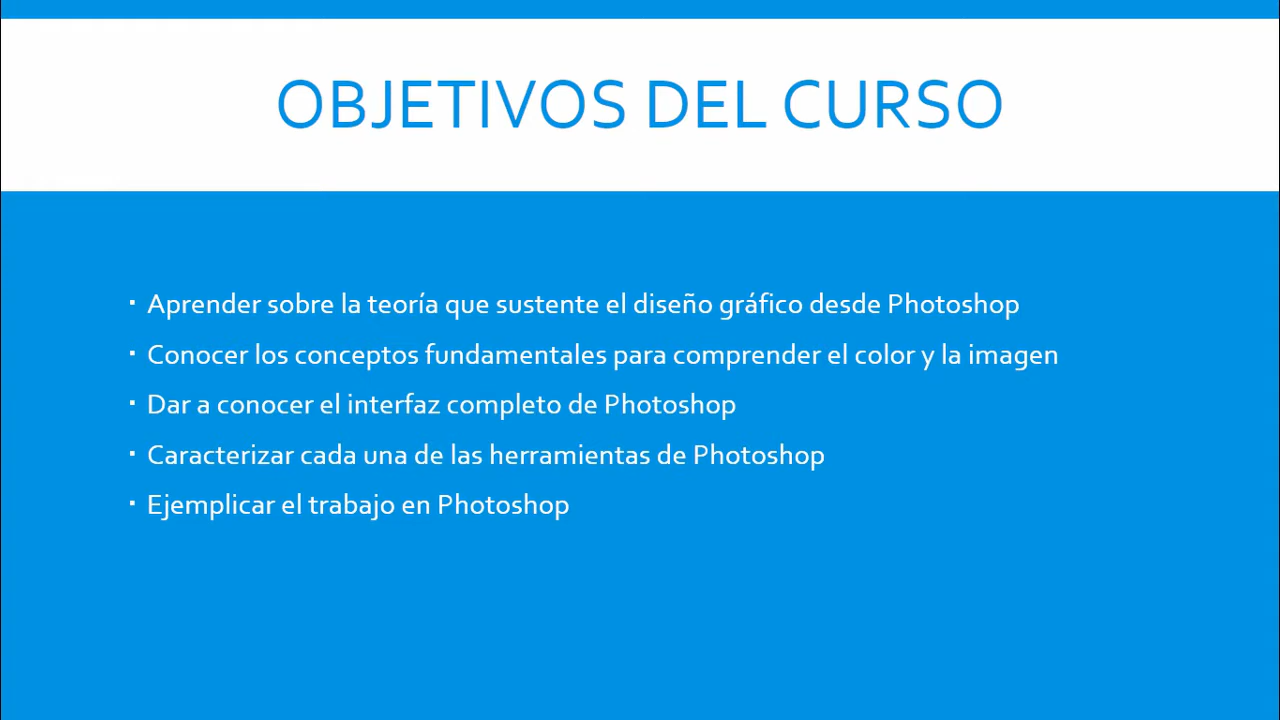 OBJETIVOS DEL CURSO
▪ Aprender sobre la teoría que sustente el diseño gráfico desde Photoshop
▪ Conocer los conceptos fundamentales para comprender el color y la imagen
▪ Dar a conocer el interfaz completo de Photoshop
▪ Caracterizar cada una de las herramientas de Photoshop
▪ Ejemplicar el trabajo en Photoshop